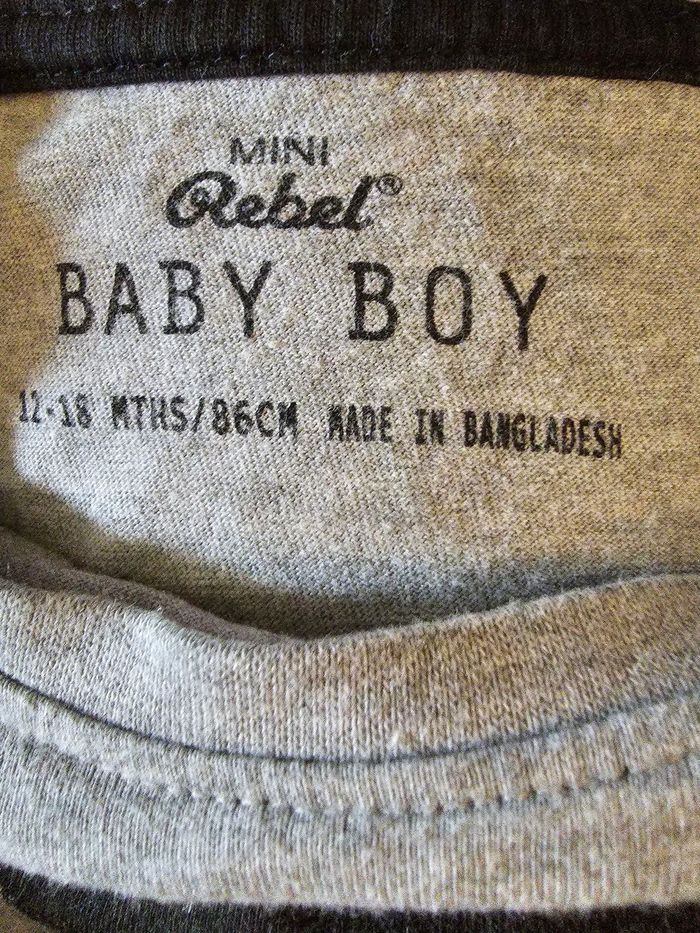 MINI
Rebel®
BABY BOY
12-18 MTHS/86CM MADE IN BANGLADESH